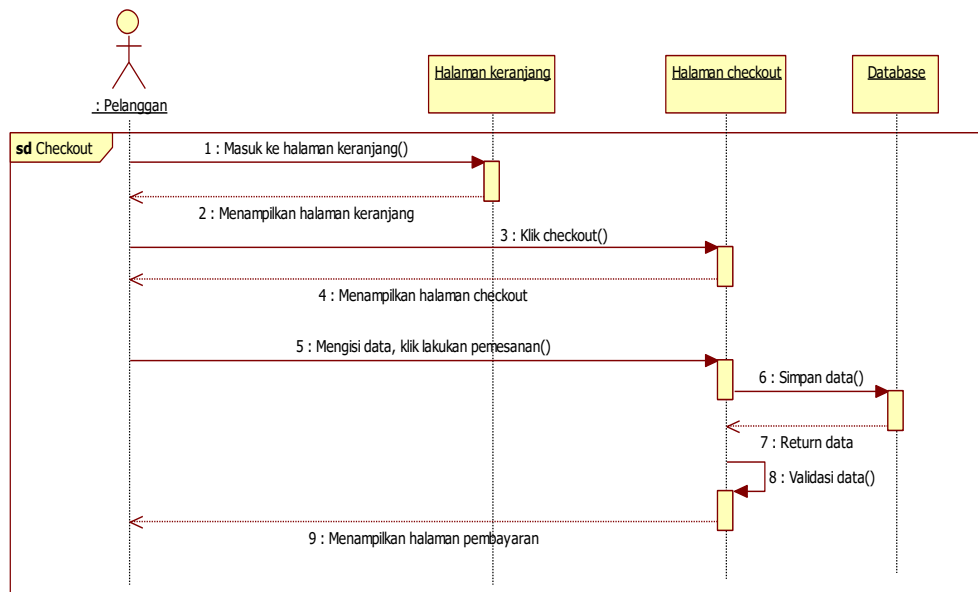 Halaman keranjang
Halaman checkout
Database
: Pelanggan
sd Checkout
1 : Masuk ke halaman keranjang()
2 : Menampilkan halaman keranjang
3 : Klik checkout()
4 : Menampilkan halaman checkout
5 : Mengisi data, klik lakukan pemesanan()
6 : Simpan data()
7 : Return data
8 : Validasi data()
9 : Menampilkan halaman pembayaran